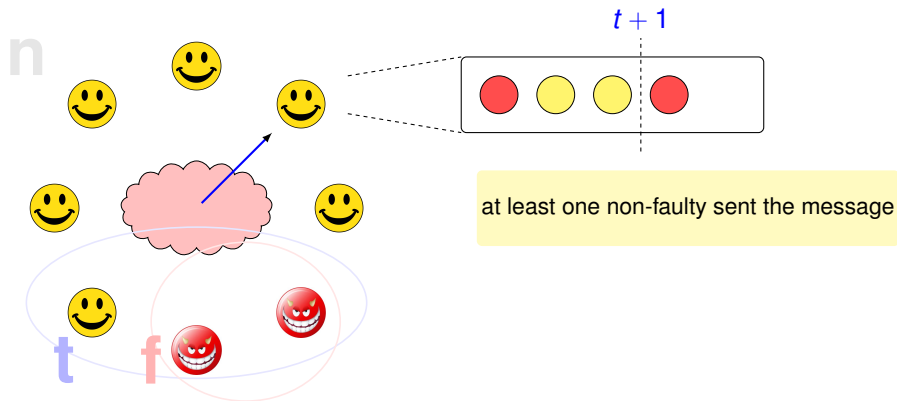 t + 1
n
at least one non-faulty sent the message
t f